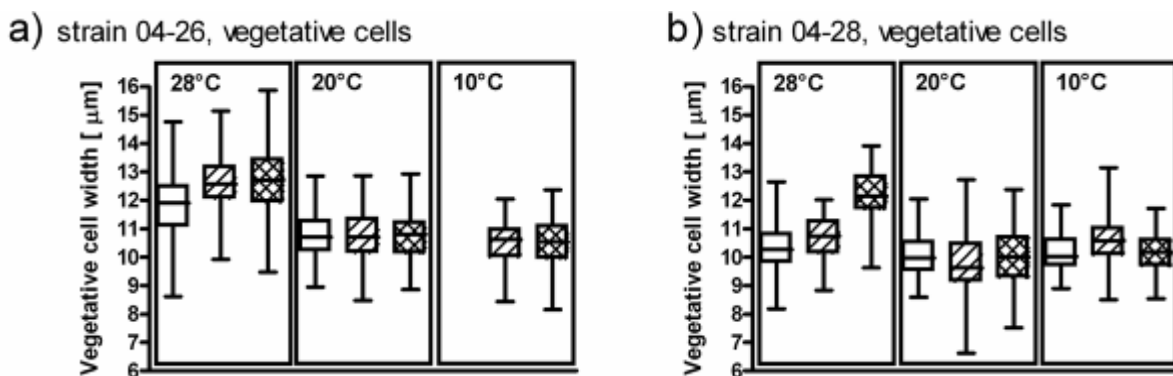 a) strain 04-26, vegetative cells
Vegetative cell width [ µm]
16
15
14
13
12
11
10
9
8
7
6
28°C
20°C
10°C
b) strain 04-28, vegetative cells
Vegetative cell width [ µm]
16
15
14
13
12
11
10
9
8
7
6
28°C
20°C
10°C